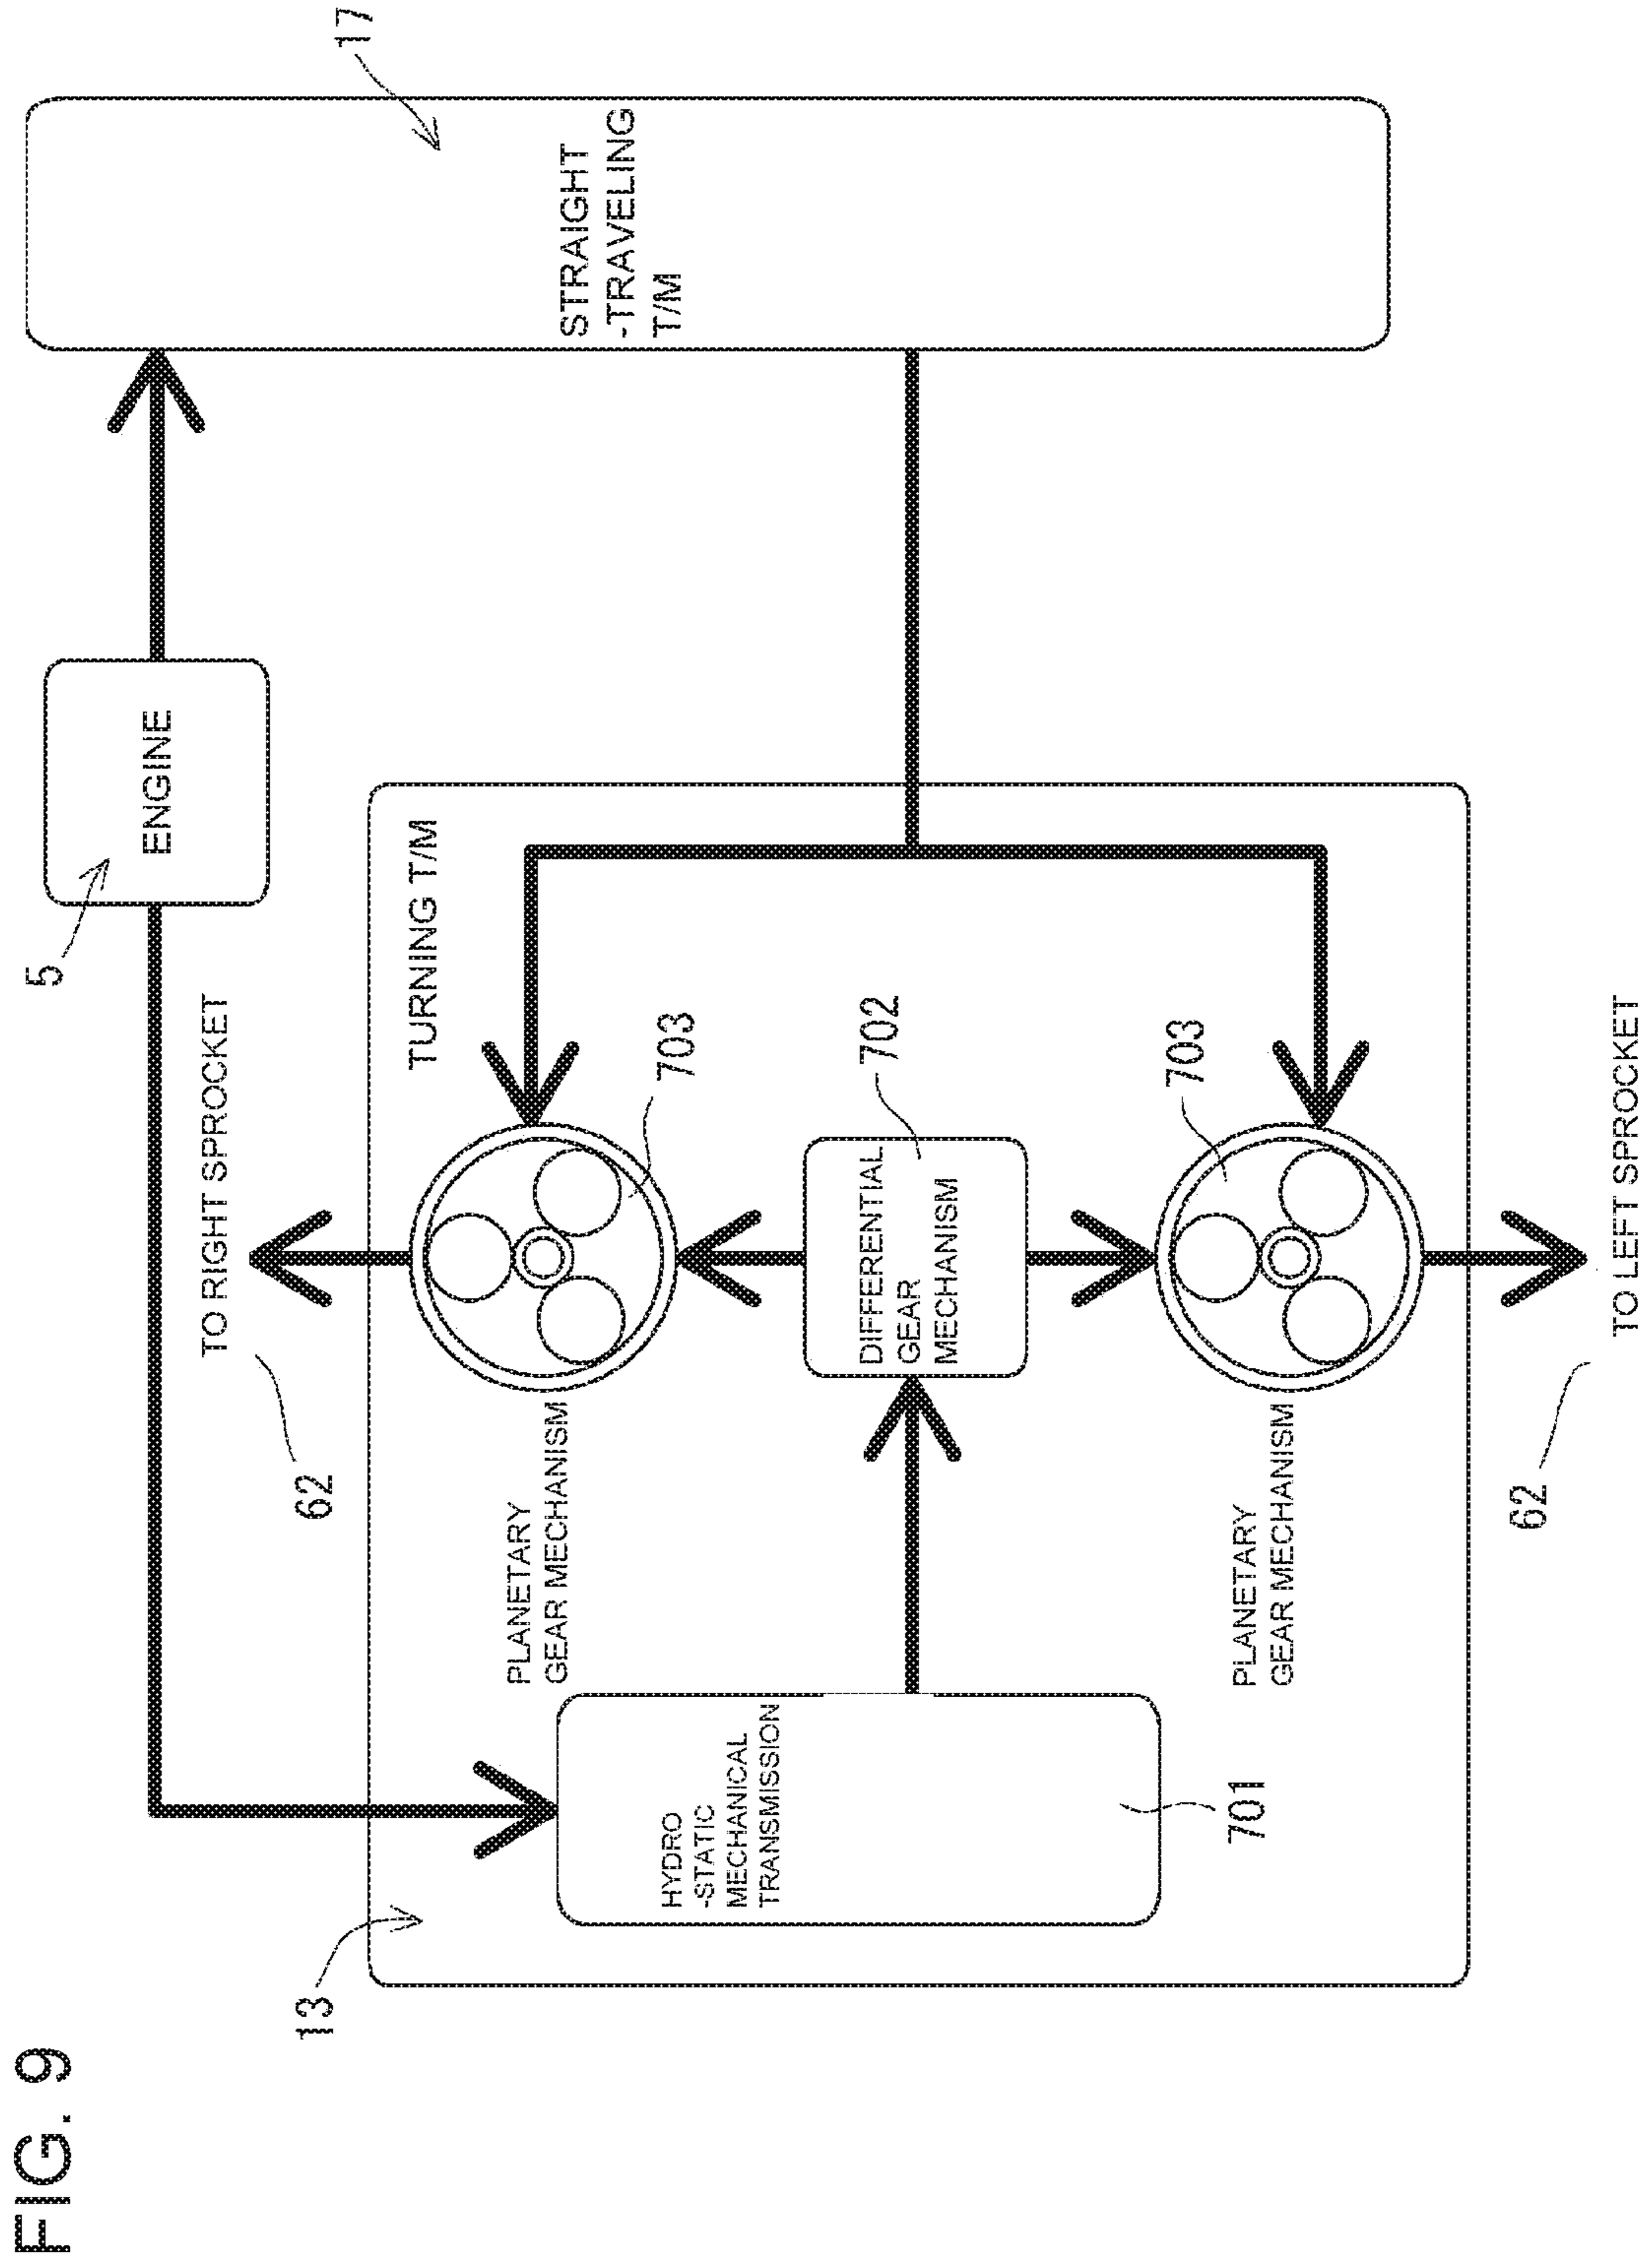 FIG. 9
13
5
ENGINE
17
STRAIGHT
-TRAVELING
T/M
62
TO RIGHT SPROCKET
TURNING T/M
PLANETARY
GEAR MECHANISM
703
HYDRO
-STATIC
MECHANICAL
TRANSMISSION
701
DIFFERENTIAL
GEAR
MECHANISM
702
PLANETARY
GEAR MECHANISM
703
62
TO LEFT SPROCKET